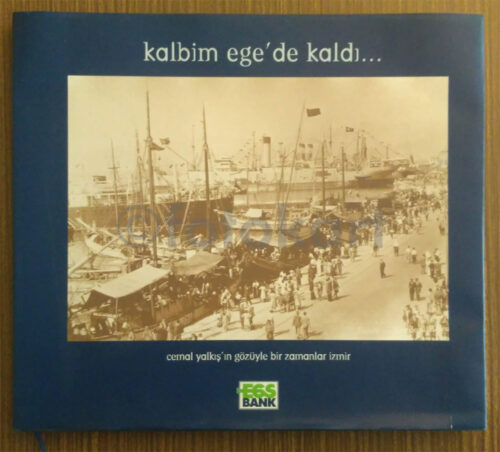 kalbim ege'de kaldı...
cemal yalkış'ın gözüyle bir zamanlar izmir
EGS
BANK